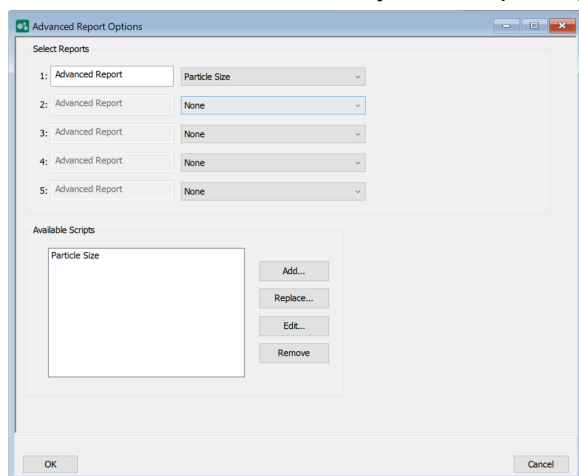 Advanced Report Options
Select Reports
1: Advanced Report Particle Size
2: Advanced Report None
3: Advanced Report None
4: Advanced Report None
5: Advanced Report None
Available Scripts
Particle Size
Add...
Replace...
Edit...
Remove
OK Cancel